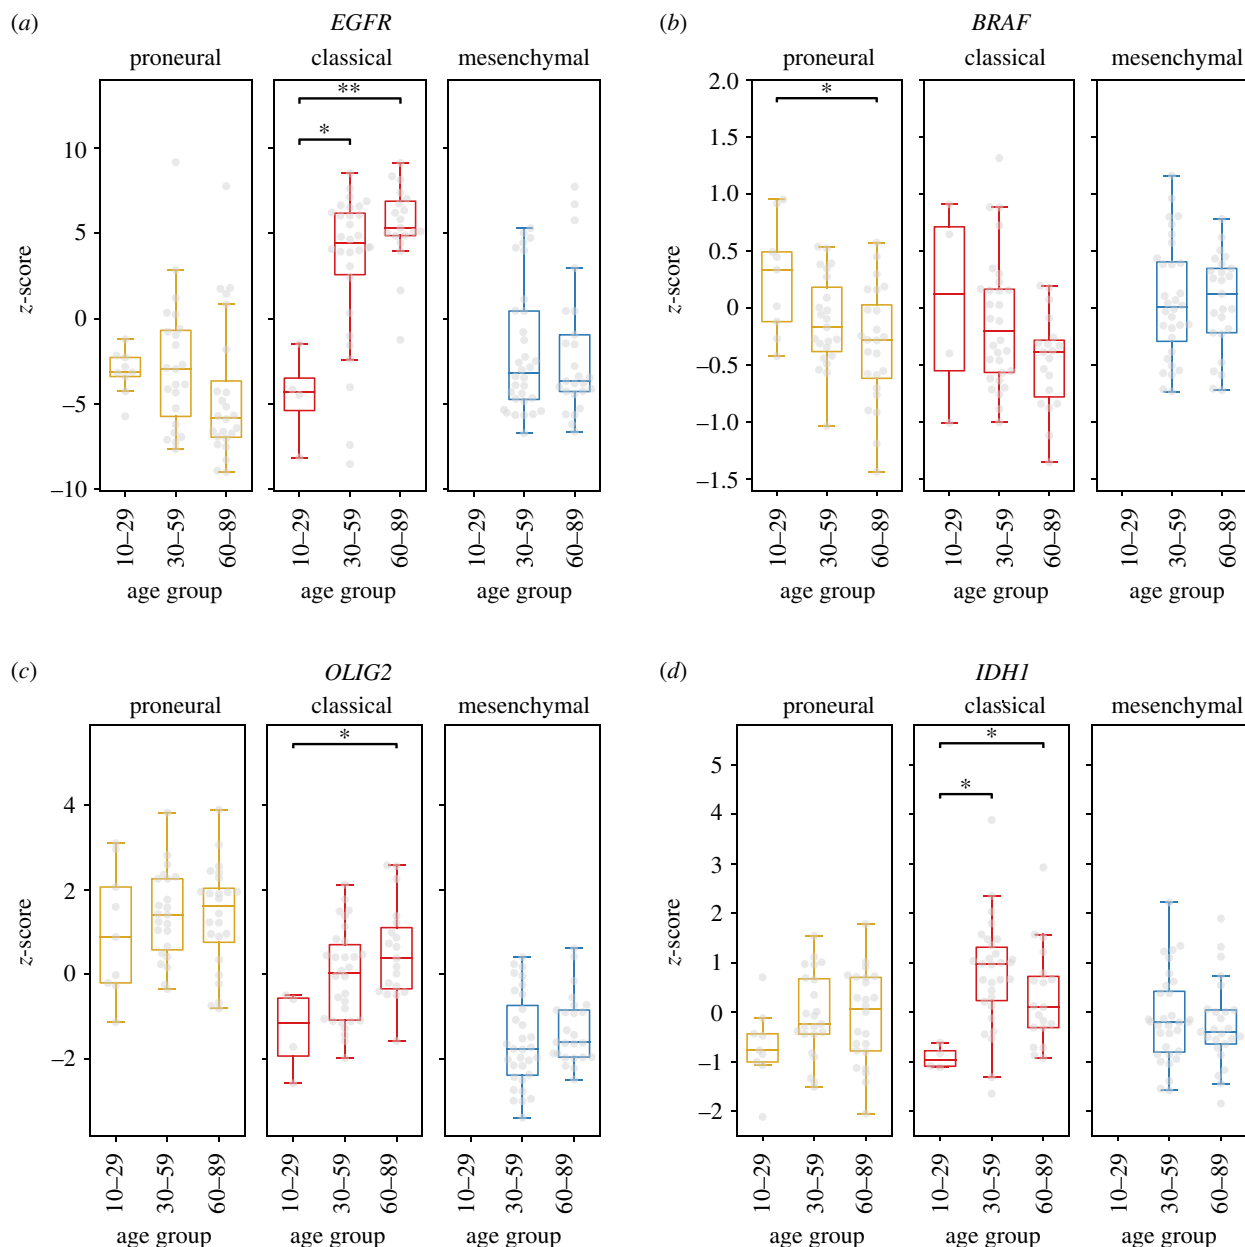 (a)
EGFR
proneural
classical
mesenchymal
**
*
z-score
10
5
0
–5
–10
10–29
30–59
60–89
10–29
30–59
60–89
10–29
30–59
60–89
age group
age group
age group
(b)
BRAF
proneural
classical
mesenchymal
*
z-score
2.0
1.5
1.0
0.5
0
–0.5
–1.0
–1.5
10–29
30–59
60–89
10–29
30–59
60–89
10–29
30–59
60–89
age group
age group
age group
(c)
OLIG2
proneural
classical
mesenchymal
*
z-score
4
2
0
–2
10–29
30–59
60–89
10–29
30–59
60–89
10–29
30–59
60–89
age group
age group
age group
(d)
IDH1
proneural
classical
mesenchymal
*
*
z-score
5
4
3
2
1
0
–1
–2
10–29
30–59
60–89
10–29
30–59
60–89
10–29
30–59
60–89
age group
age group
age group